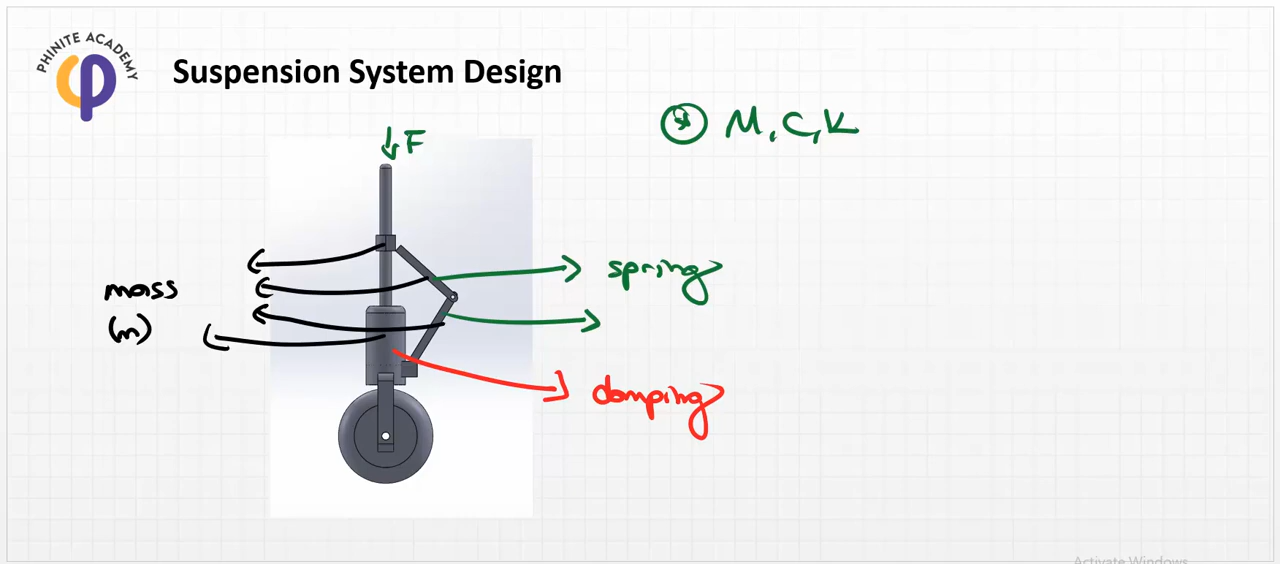 PHINITE ACADEMY
Suspension System Design
M, C, K
F
spring
mass
(m)
damping
Activate Windows